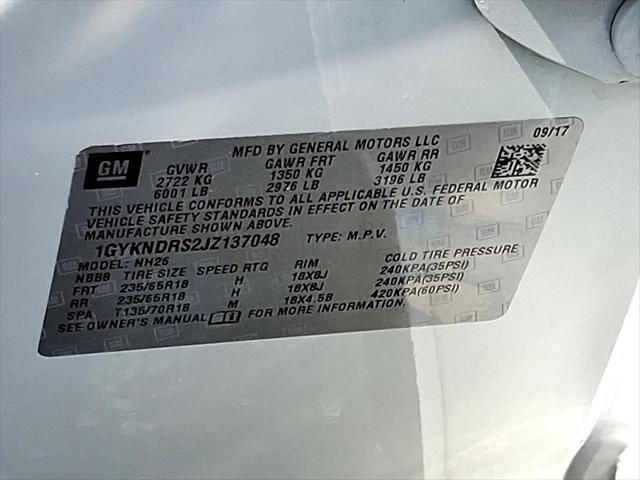 GM
MFD BY GENERAL MOTORS LLC 09/17
GVWR GAWR FRT GAWR RR
2722 KG 1350 KG 1450 KG
6001 LB 2976 LB 3196 LB
THIS VEHICLE CONFORMS TO ALL APPLICABLE U.S. FEDERAL MOTOR
VEHICLE SAFETY STANDARDS IN EFFECT ON THE DATE OF
MANUFACTURE SHOWN ABOVE.
1GYKNDRS2JZ137048 TYPE: M.P.V.
MODEL: NH26
NBBB TIRE SIZE SPEED RTG RIM COLD TIRE PRESSURE
FRT 235/65R18 H 18X8J 240KPA(35PSI)
RR 235/65R18 H 18X8J 240KPA(35PSI)
SPA T135/70R18 M 18X4.5B 420KPA(60PSI)
SEE OWNER'S MANUAL FOR MORE INFORMATION.